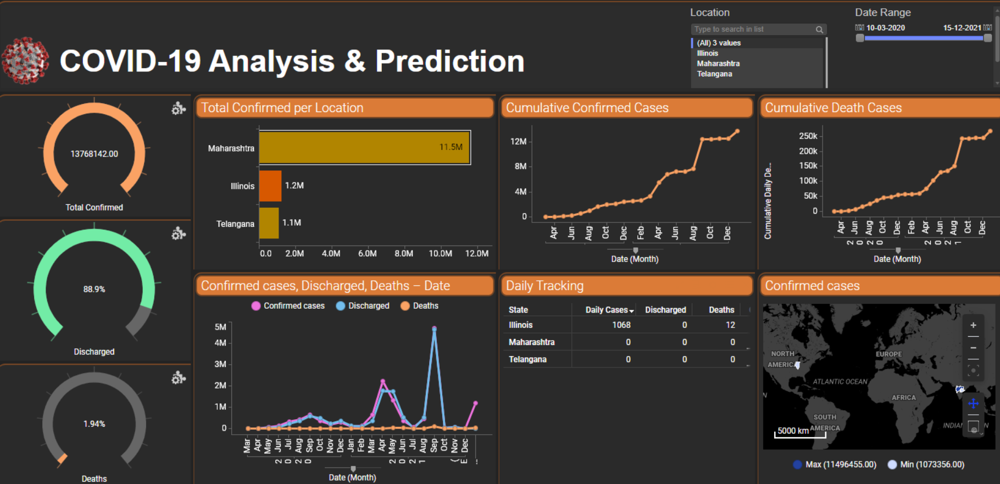 Location
Type to search in list
(All) 3 values
Illinois
Maharashtra
Telangana
Date Range
10-03-2020 15-12-2021
COVID-19 Analysis & Prediction
13768142.00
Total Confirmed
88.9%
Discharged
1.94%
Deaths
Total Confirmed per Location
Maharashtra 11.5M
Illinois 1.2M
Telangana 1.1M
0.0 2.0M 4.0M 6.0M 8.0M 10.0M 12.0M
Cumulative Confirmed Cases
12M
8M
4M
0
Apr Jun Aug Oct Dec Feb Apr Jun Aug Oct Dec
Date (Month)
Cumulative Death Cases
Cumulative Daily De...
250k
200k
150k
100k
50k
0
Apr Jun Aug Oct Dec Feb Apr Jun Aug Oct Dec
2020 2021
Date (Month)
Confirmed cases, Discharged, Deaths – Date
Confirmed cases Discharged Deaths
5M
4M
3M
2M
1M
0
Mar Apr May Jun Jul Aug Sep Oct Nov Dec Jan Feb Mar Apr May Jun Jul Aug Sep Oct Nov Dec
2020 2021 (E...
Date (Month)
Daily Tracking
State Daily Cases Discharged Deaths
Illinois 1068 0 12
Maharashtra 0 0 0
Telangana 0 0 0
Confirmed cases
NORTH
AMERICA
EUROPE
ATLANTIC OCEAN
AFRICA
SOUTH
AMERICA
5000 km
Max (11496455.00) Min (1073356.00)